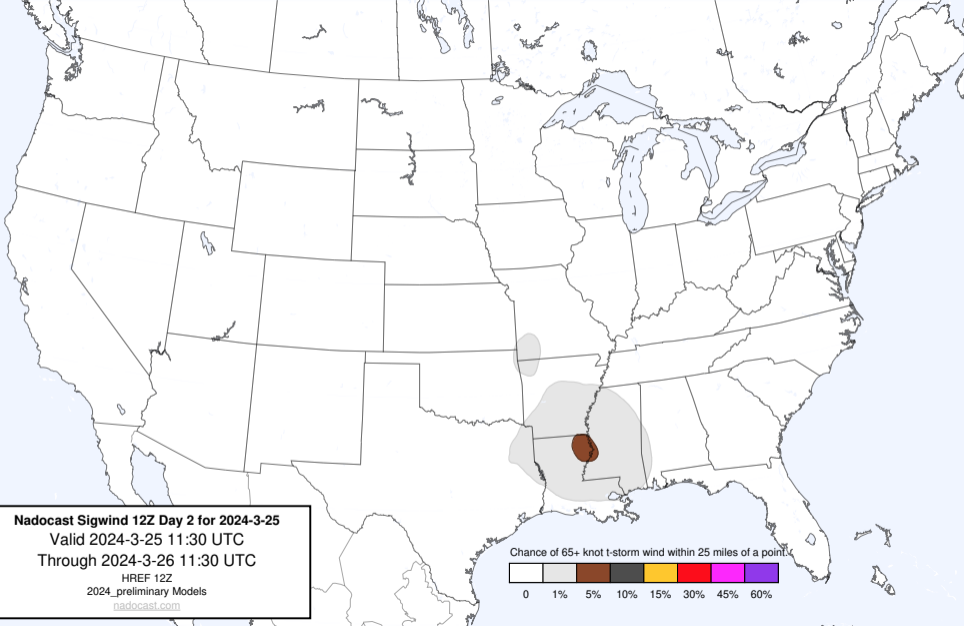 Nadocast Sigwind 12Z Day 2 for 2024-3-25
Valid 2024-3-25 11:30 UTC
Through 2024-3-26 11:30 UTC
HREF 12Z
2024_preliminary Models
nadocast.com
Chance of 65+ knot t-storm wind within 25 miles of a point.
0 1% 5% 10% 15% 30% 45% 60%